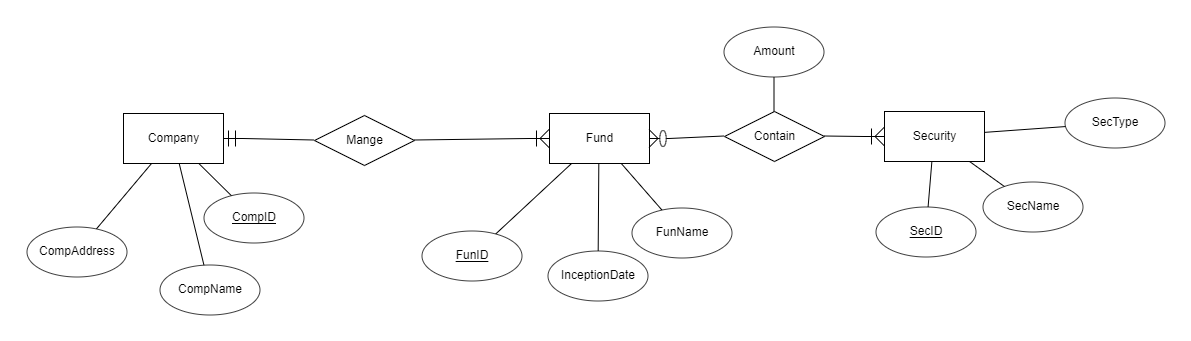 Amount
Company
Mange
Fund
Contain
Security
SecType
CompAddress
CompName
CompID
FunID
InceptionDate
FunName
SecID
SecName